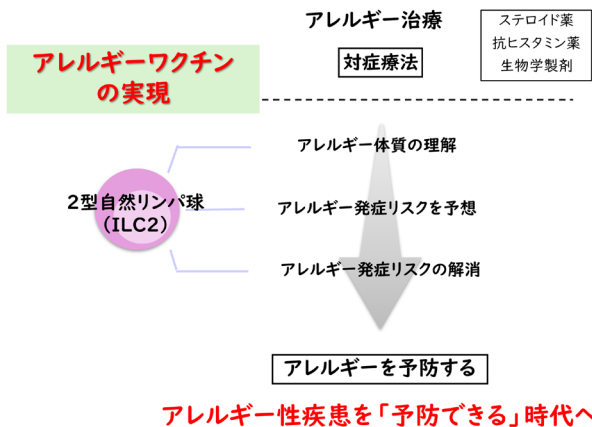 アレルギー治療
ステロイド薬
抗ヒスタミン薬
生物学製剤
対症療法
アレルギーワクチン
の実現
アレルギー体質の理解
2型自然リンパ球
（ILC2）
アレルギー発症リスクを予想
アレルギー発症リスクの解消
アレルギーを予防する
アレルギー性疾患を「予防できる」時代へ